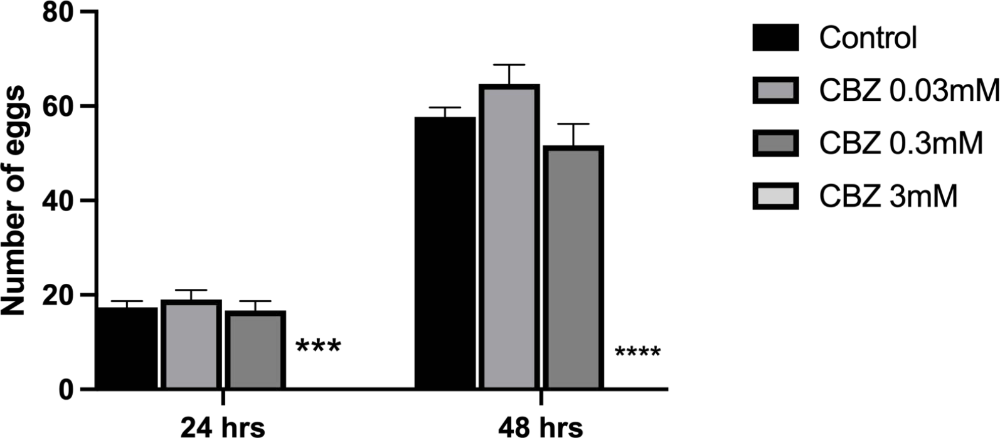 80
60
40
20
0
Number of eggs
***
****
24 hrs
48 hrs
Control
CBZ 0.03mM
CBZ 0.3mM
CBZ 3mM